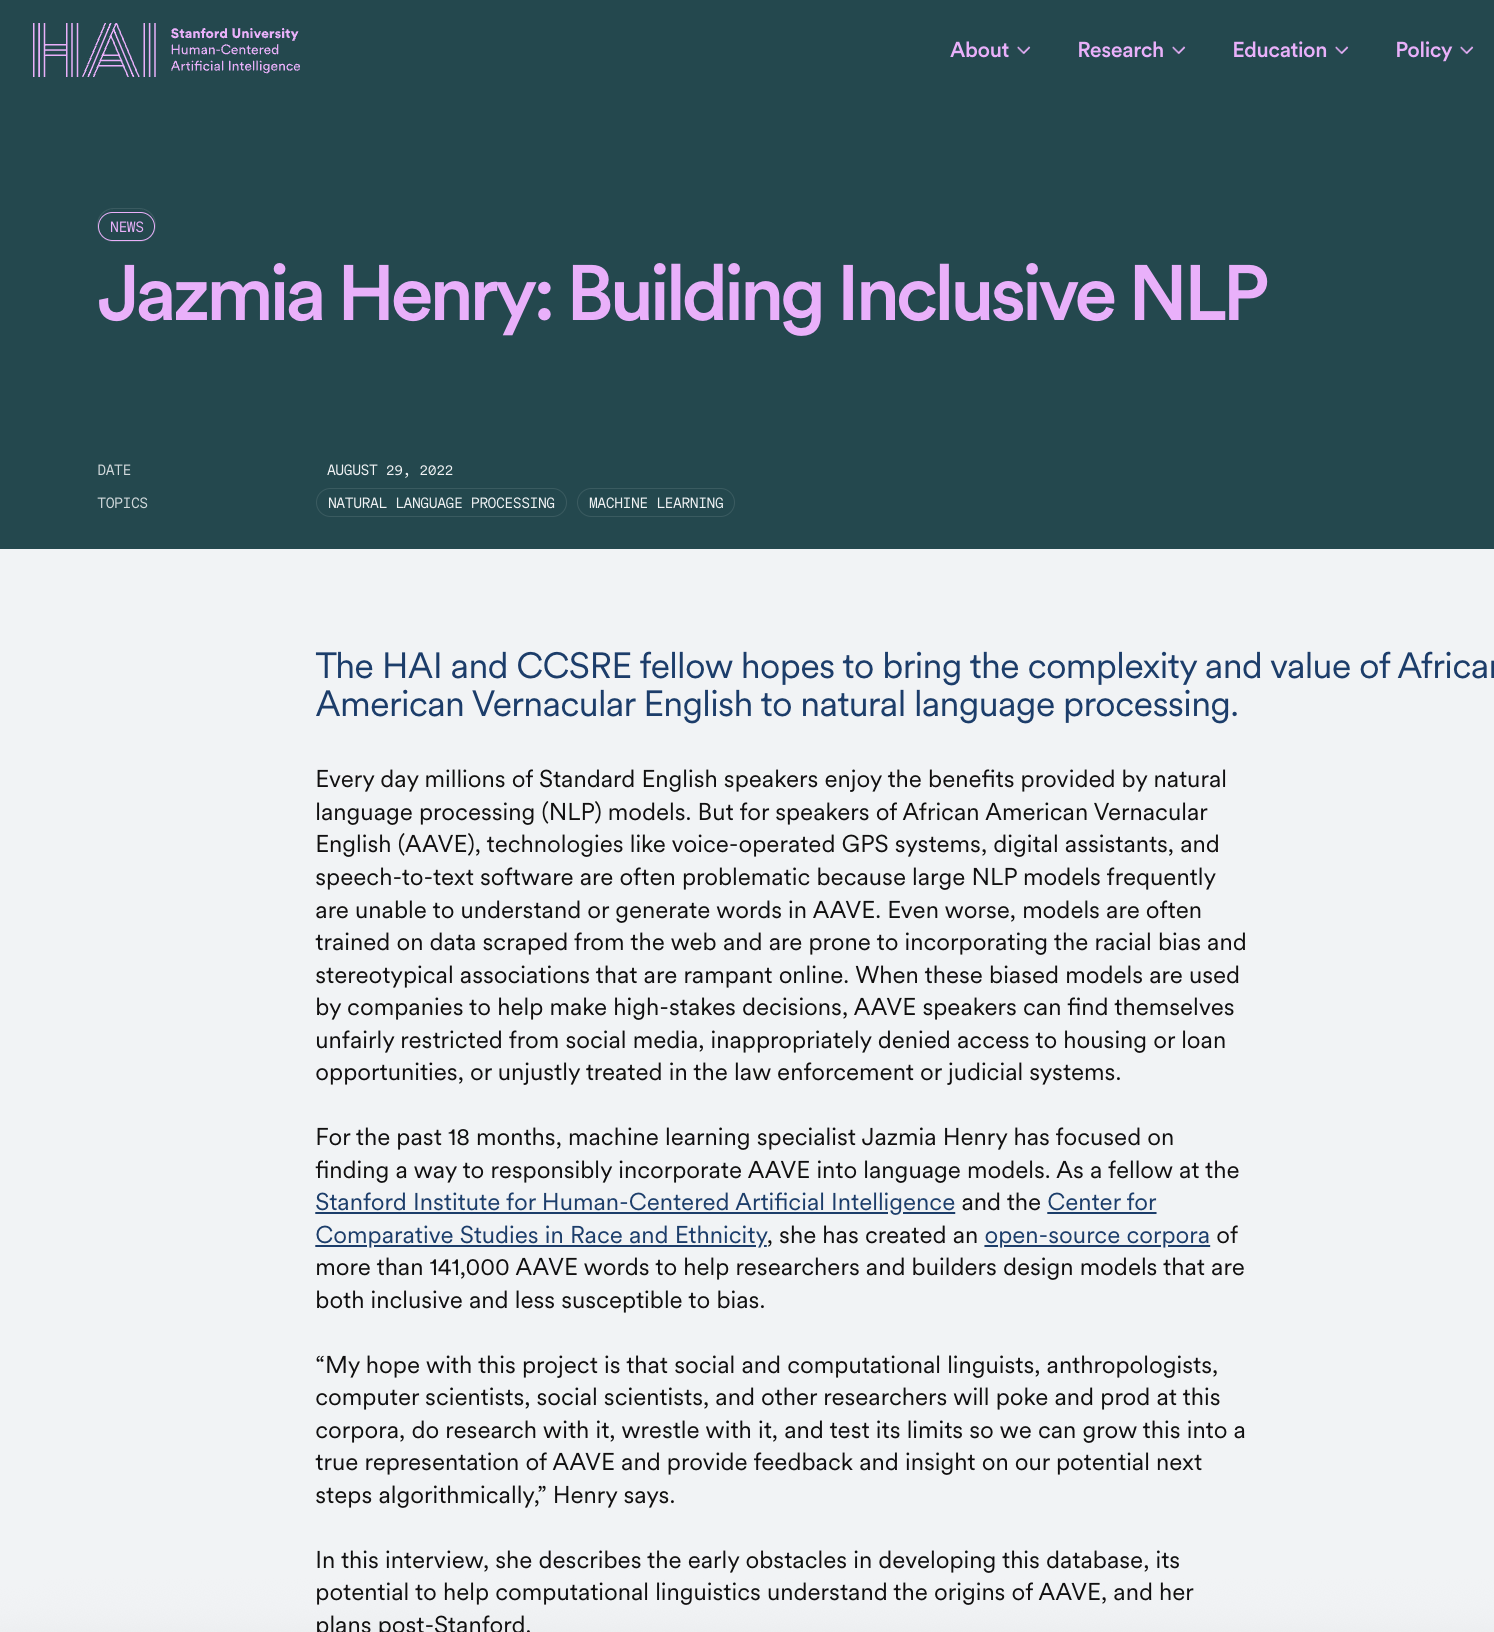 HAI
Stanford University
Human-Centered
Artificial Intelligence
About
Research
Education
Policy
NEWS
Jazmia Henry: Building Inclusive NLP
DATE
AUGUST 29, 2022
TOPICS
NATURAL LANGUAGE PROCESSING
MACHINE LEARNING
The HAI and CCSRE fellow hopes to bring the complexity and value of African
American Vernacular English to natural language processing.
Every day millions of Standard English speakers enjoy the benefits provided by natural
language processing (NLP) models. But for speakers of African American Vernacular
English (AAVE), technologies like voice-operated GPS systems, digital assistants, and
speech-to-text software are often problematic because large NLP models frequently
are unable to understand or generate words in AAVE. Even worse, models are often
trained on data scraped from the web and are prone to incorporating the racial bias and
stereotypical associations that are rampant online. When these biased models are used
by companies to help make high-stakes decisions, AAVE speakers can find themselves
unfairly restricted from social media, inappropriately denied access to housing or loan
opportunities, or unjustly treated in the law enforcement or judicial systems.
For the past 18 months, machine learning specialist Jazmia Henry has focused on
finding a way to responsibly incorporate AAVE into language models. As a fellow at the
Stanford Institute for Human-Centered Artificial Intelligence and the Center for
Comparative Studies in Race and Ethnicity, she has created an open-source corpora of
more than 141,000 AAVE words to help researchers and builders design models that are
both inclusive and less susceptible to bias.
“My hope with this project is that social and computational linguists, anthropologists,
computer scientists, social scientists, and other researchers will poke and prod at this
corpora, do research with it, wrestle with it, and test its limits so we can grow this into a
true representation of AAVE and provide feedback and insight on our potential next
steps algorithmically,” Henry says.
In this interview, she describes the early obstacles in developing this database, its
potential to help computational linguistics understand the origins of AAVE, and her
plans post-Stanford.